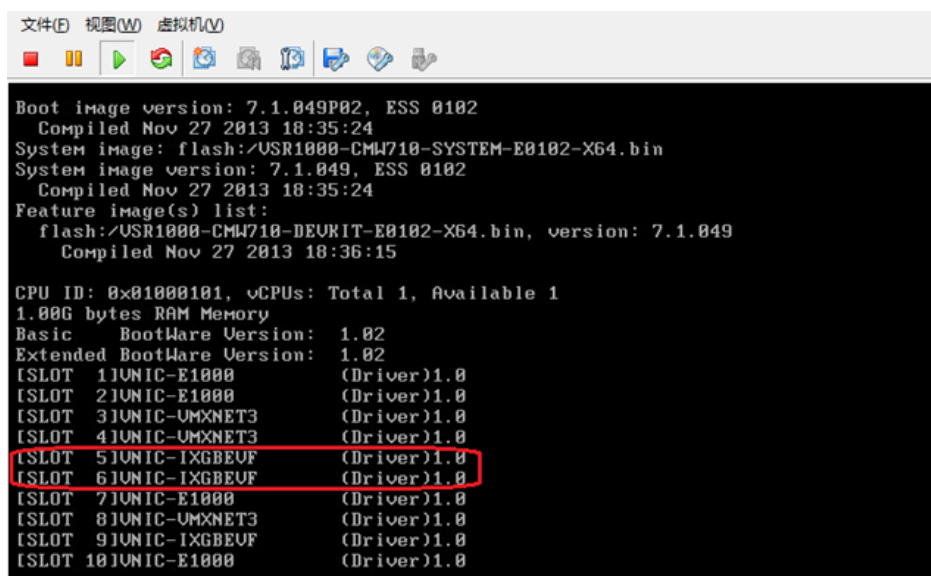 文件(F) 视图(W) 虚拟机(V)
Boot image version: 7.1.049P02, ESS 0102
Compiled Nov 27 2013 18:35:24
System image: flash:/VSR1000-CMW710-SYSTEM-E0102-X64.bin
System image version: 7.1.049, ESS 0102
Compiled Nov 27 2013 18:35:24
Feature image(s) list:
flash:/VSR1000-CMW710-DEVKIT-E0102-X64.bin, version: 7.1.049
Compiled Nov 27 2013 18:36:15
CPU ID: 0x01000101, vCPUs: Total 1, Available 1
1.00G bytes RAM Memory
Basic BootWare Version: 1.02
Extended BootWare Version: 1.02
[SLOT 1]VNIC-E1000 (Driver)1.0
[SLOT 2]VNIC-E1000 (Driver)1.0
[SLOT 3]VNIC-VMXNET3 (Driver)1.0
[SLOT 4]VNIC-VMXNET3 (Driver)1.0
[SLOT 5]VNIC-IXGBEVF (Driver)1.0
[SLOT 6]VNIC-IXGBEVF (Driver)1.0
[SLOT 7]VNIC-E1000 (Driver)1.0
[SLOT 8]VNIC-VMXNET3 (Driver)1.0
[SLOT 9]VNIC-IXGBEVF (Driver)1.0
[SLOT 10]VNIC-E1000 (Driver)1.0